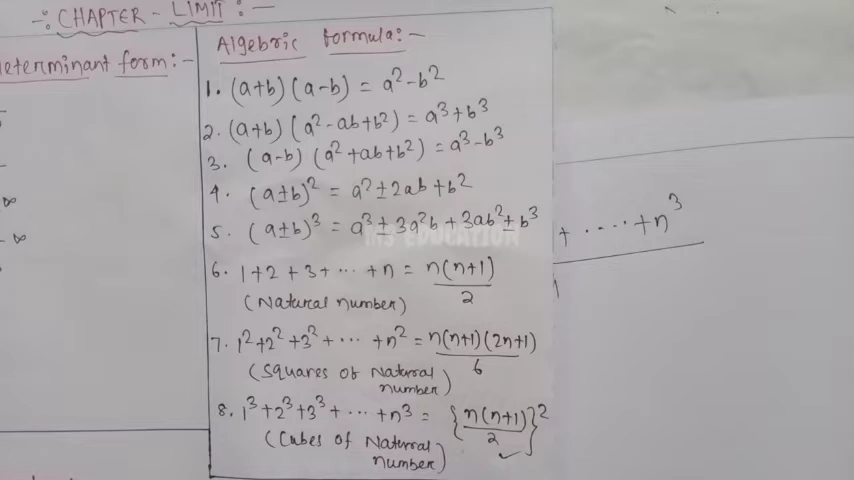 -: CHAPTER - LIMIT :-
eterminant form:-
∞
- ∞
Algebric formula:-
1. (a+b) (a-b) = a²-b²
2. (a+b) (a²-ab+b²) = a³+b³
3. (a-b) (a²+ab+b²) = a³-b³
4. (a±b)² = a²±2ab+b²
5. (a±b)³ = a³±3a²b+3ab²±b³
INS EDUCATION
6. 1+2+3+ ... +n = n(n+1)/2
(Natural number)
7. 1²+2²+3²+ ... +n² = n(n+1)(2n+1)/6
(Squares of Natural
number)
8. 1³+2³+3³+ ... +n³ = {n(n+1)/2}²
(Cubes of Natural
number)
+ ..... +n³